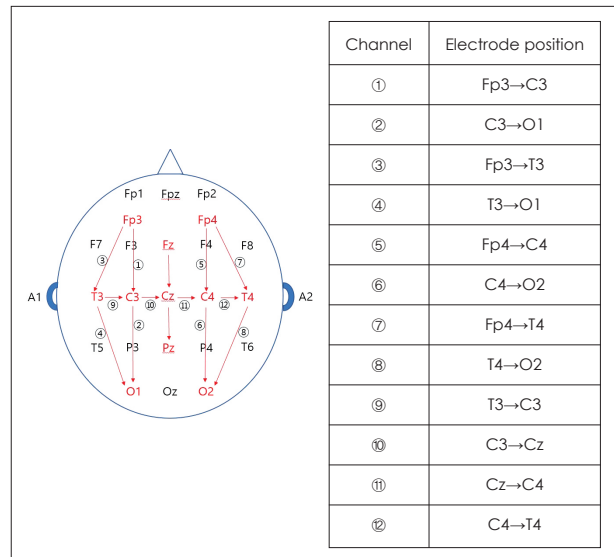 Fp1 Fpz Fp2
Fp3 Fp4
F7 F3 Fz F4 F8
③ ① ⑤ ⑦
A1 T3 C3 Cz C4 T4 A2
⑨ ⑩ ⑪ ⑫
④ ② ⑥ ⑧
T5 P3 Pz P4 T6
O1 Oz O2
Channel Electrode position
① Fp3→C3
② C3→O1
③ Fp3→T3
④ T3→O1
⑤ Fp4→C4
⑥ C4→O2
⑦ Fp4→T4
⑧ T4→O2
⑨ T3→C3
⑩ C3→Cz
⑪ Cz→C4
⑫ C4→T4